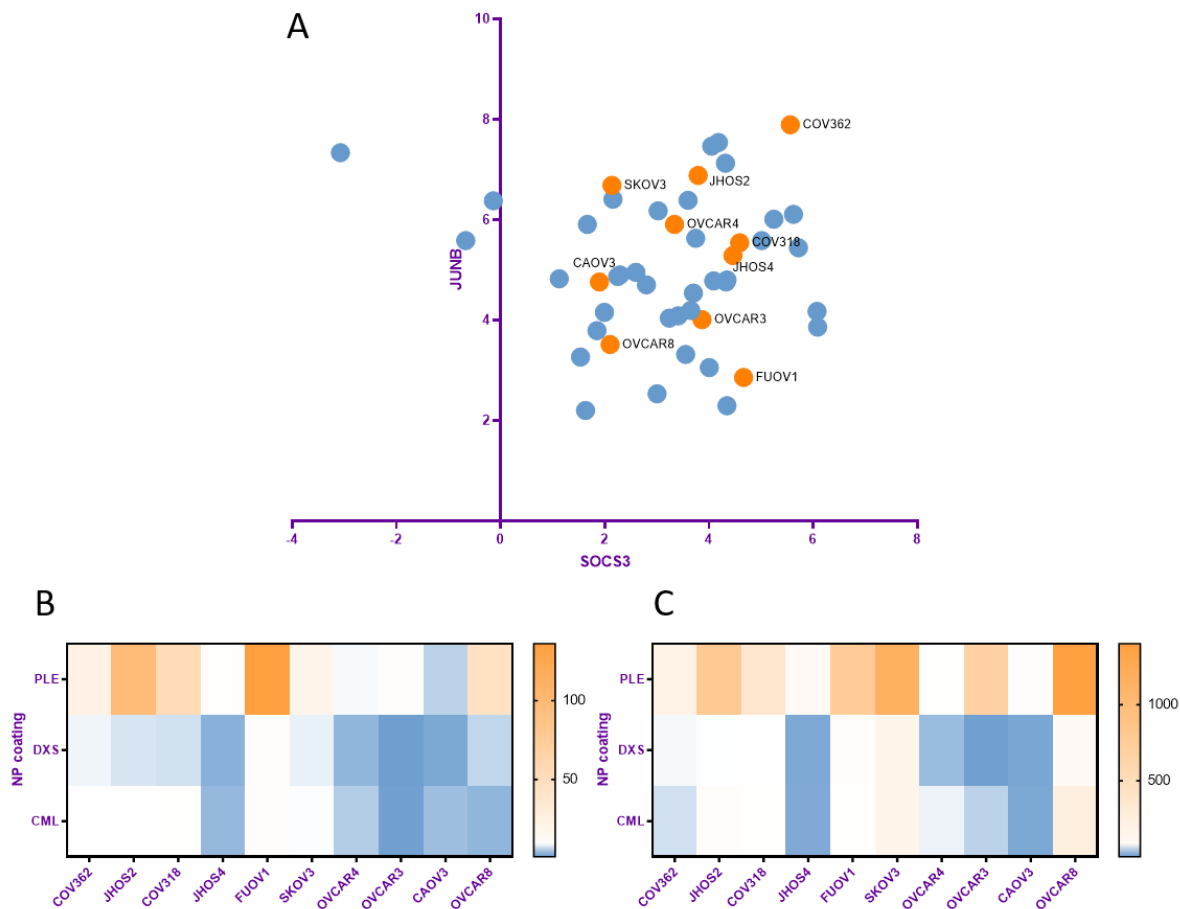 A
10
8
6
4
2
JUNB
COV362
JHOS2
SKOV3
OVCAR4
COV318
JHOS4
CAOV3
OVCAR3
OVCAR8
FUOV1
-4 -2 0 2 4 6 8
SOCS3
B
NP coating
PLE
DXS
CML
100
50
COV362 JHOS2 COV318 JHOS4 FUOV1 SKOV3 OVCAR4 OVCAR3 CAOV3 OVCAR8
C
NP coating
PLE
DXS
CML
1000
500
COV362 JHOS2 COV318 JHOS4 FUOV1 SKOV3 OVCAR4 OVCAR3 CAOV3 OVCAR8